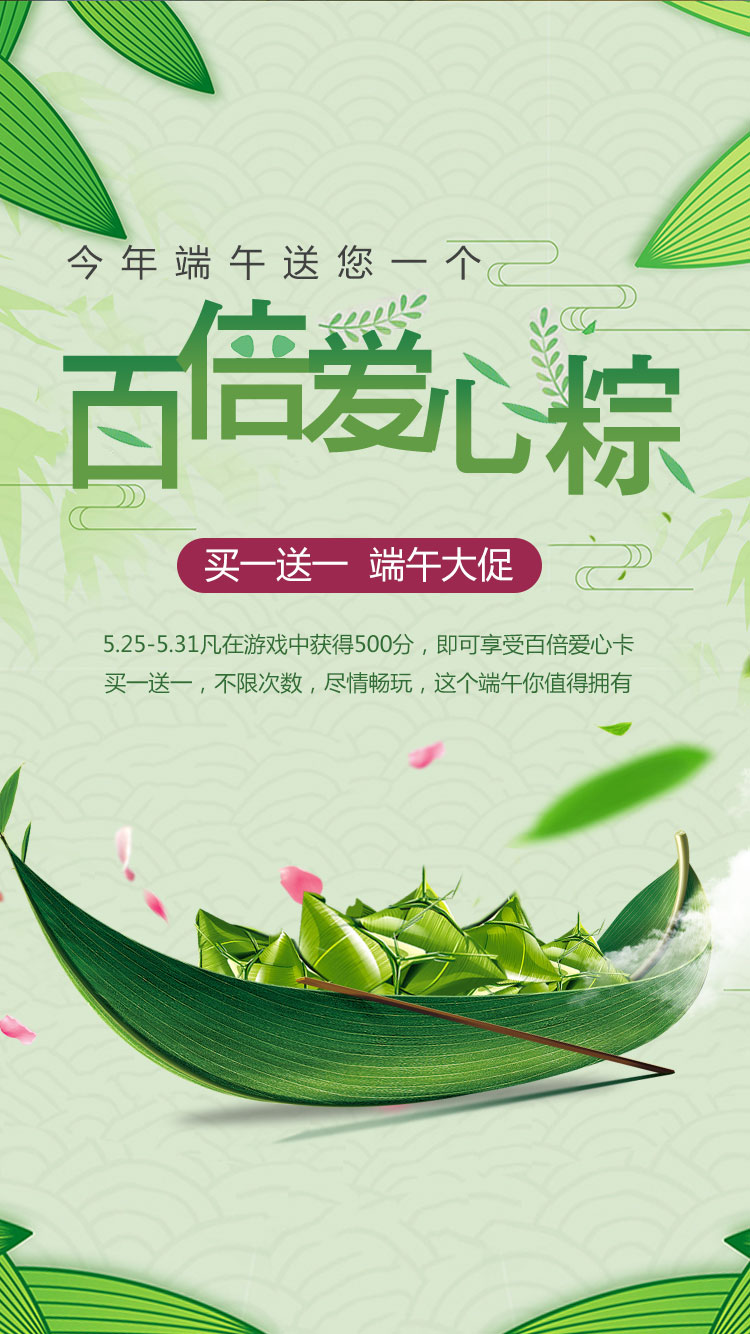 今年端午送您一个
百倍爱心粽
买一送一 端午大促
5.25-5.31凡在游戏中获得500分，即可享受百倍爱心卡
买一送一，不限次数，尽情畅玩，这个端午你值得拥有